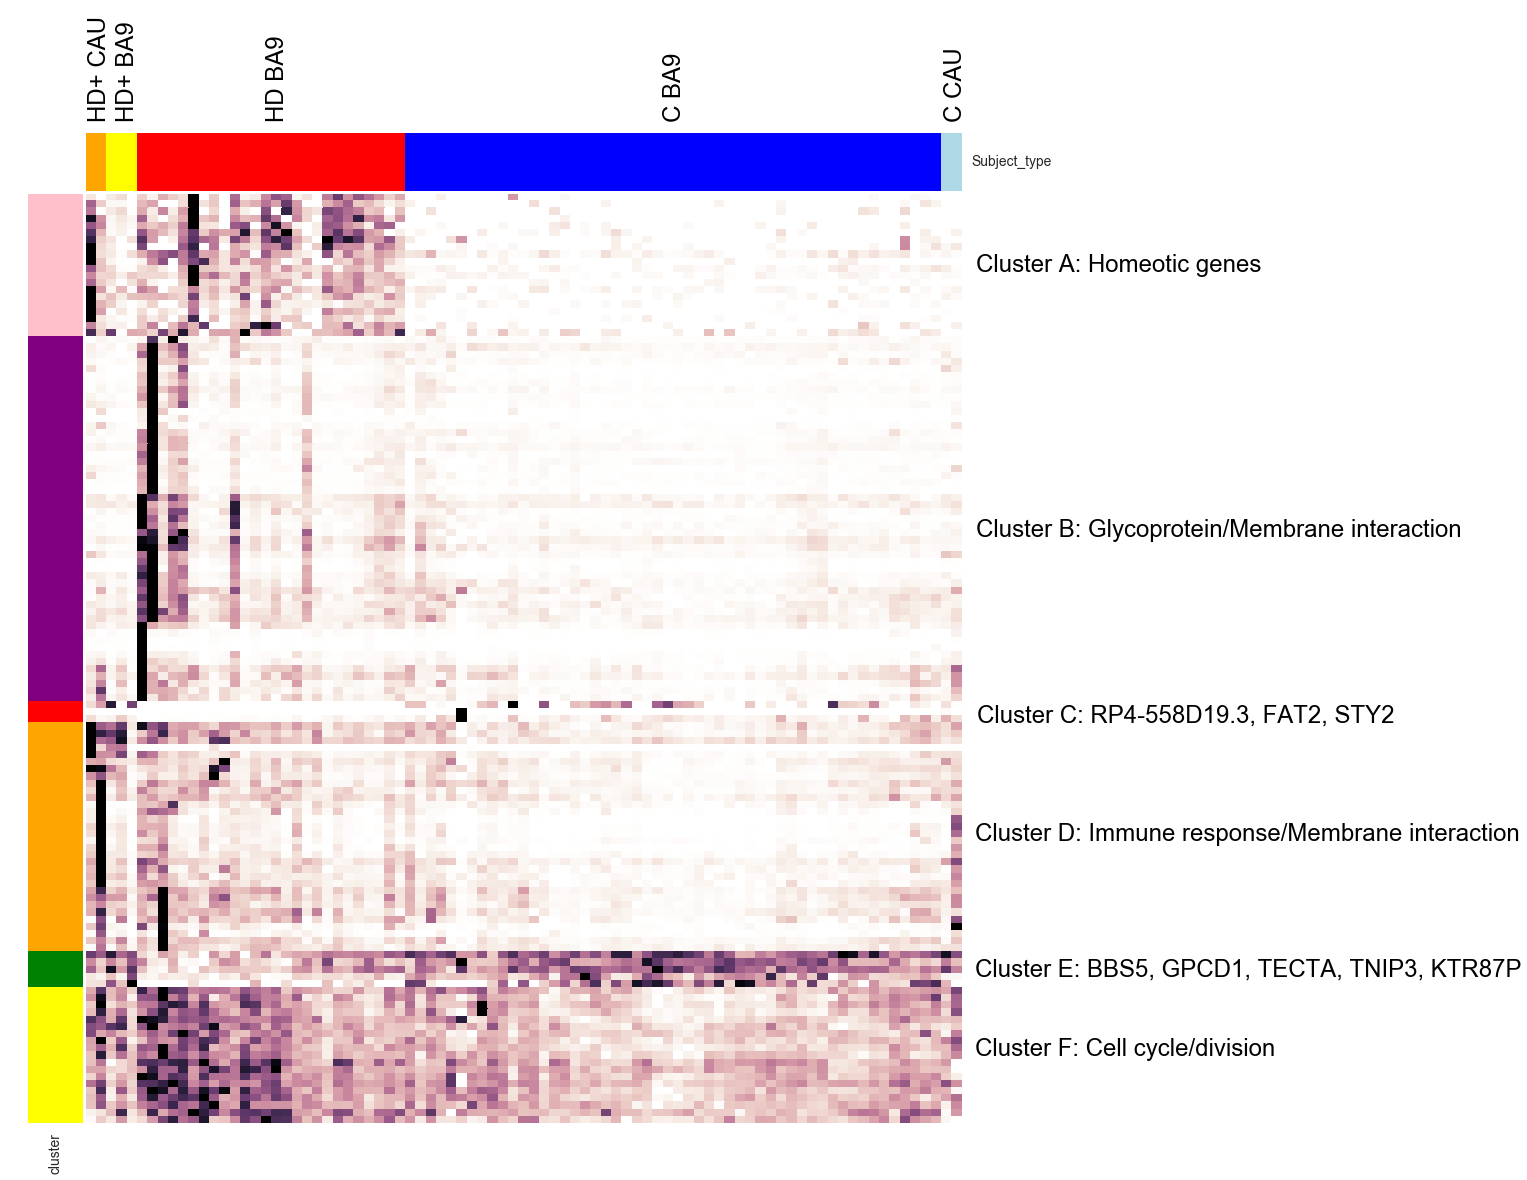 HD+ CAU
HD+ BA9
HD BA9
C BA9
C CAU
Subject_type
Cluster A: Homeotic genes
Cluster B: Glycoprotein/Membrane interaction
Cluster C: RP4-558D19.3, FAT2, STY2
Cluster D: Immune response/Membrane interaction
Cluster E: BBS5, GPCD1, TECTA, TNIP3, KTR87P
Cluster F: Cell cycle/division
cluster